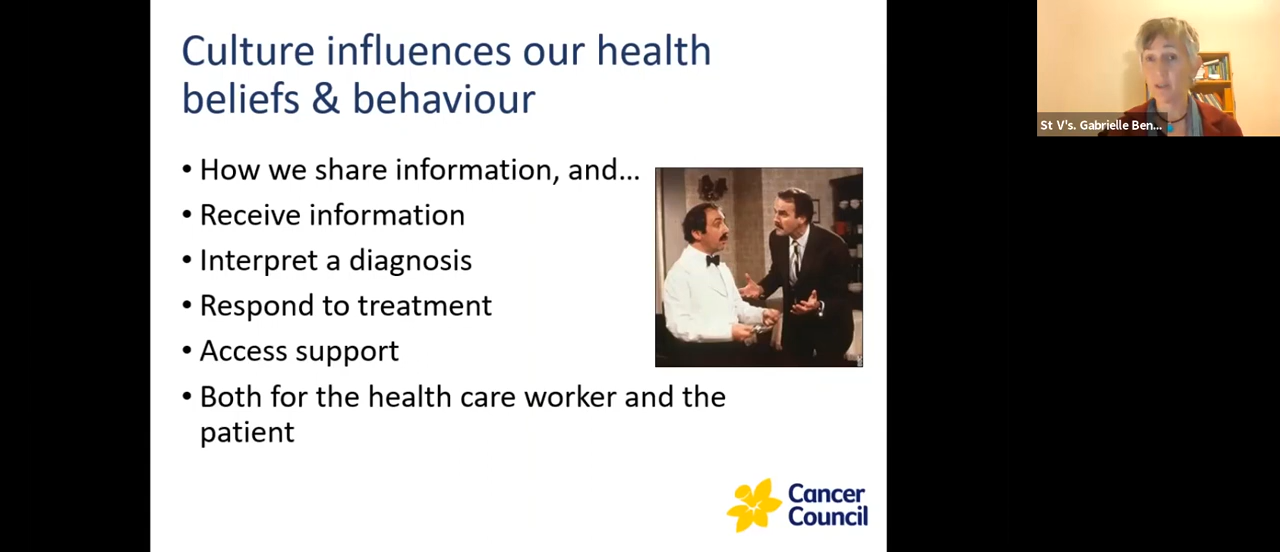 Culture influences our health
beliefs & behaviour
• How we share information, and...
• Receive information
• Interpret a diagnosis
• Respond to treatment
• Access support
• Both for the health care worker and the
patient
Cancer
Council
St V's. Gabrielle Ben...